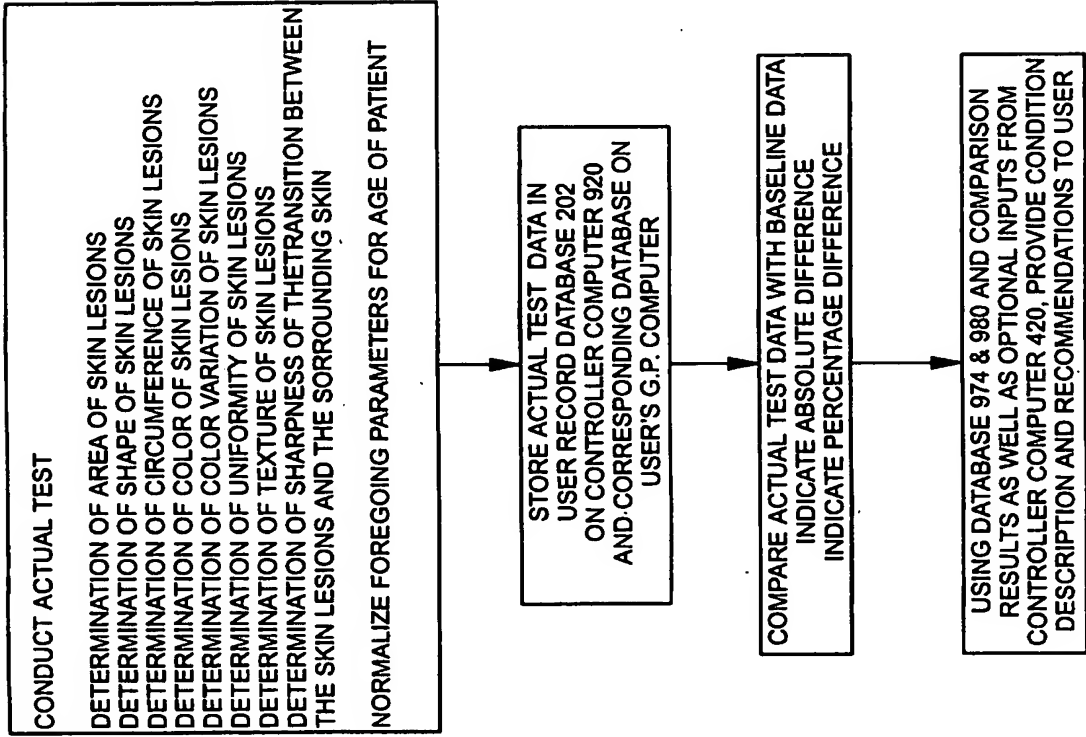 CONDUCT ACTUAL TEST
DETERMINATION OF AREA OF SKIN LESIONS
DETERMINATION OF SHAPE OF SKIN LESIONS
DETERMINATION OF CIRCUMFERENCE OF SKIN LESIONS
DETERMINATION OF COLOR OF SKIN LESIONS
DETERMINATION OF COLOR VARIATION OF SKIN LESIONS
DETERMINATION OF UNIFORMITY OF SKIN LESIONS
DETERMINATION OF TEXTURE OF SKIN LESIONS
DETERMINATION OF SHARPNESS OF THETRANSITION BETWEEN
THE SKIN LESIONS AND THE SORROUNDING SKIN
NORMALIZE FOREGOING PARAMETERS FOR AGE OF PATIENT
STORE ACTUAL TEST DATA IN
USER RECORD DATABASE 202
ON CONTROLLER COMPUTER 920
AND CORRESPONDING DATABASE ON
USER'S G.P. COMPUTER
COMPARE ACTUAL TEST DATA WITH BASELINE DATA
INDICATE ABSOLUTE DIFFERENCE
INDICATE PERCENTAGE DIFFERENCE
USING DATABASE 974 & 980 AND COMPARISON
RESULTS AS WELL AS OPTIONAL INPUTS FROM
CONTROLLER COMPUTER 420, PROVIDE CONDITION
DESCRIPTION AND RECOMMENDATIONS TO USER